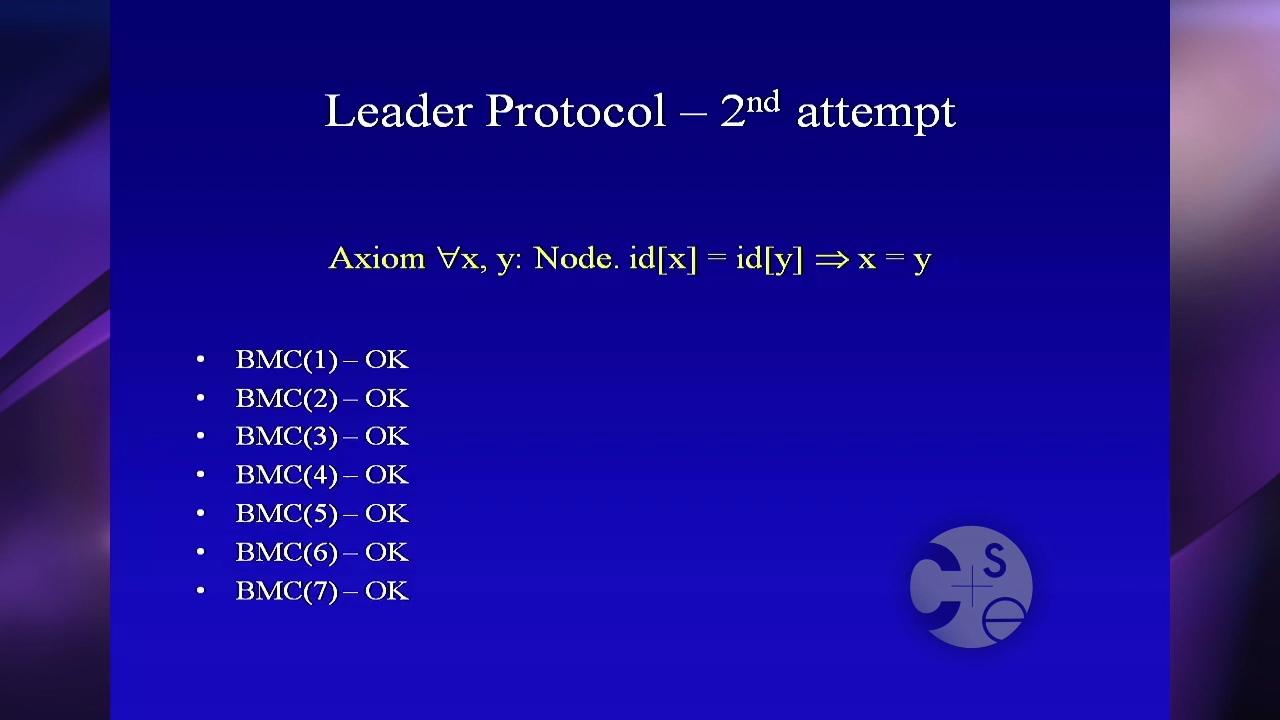 Leader Protocol – 2nd attempt
Axiom ∀x, y: Node. id[x] = id[y] ⇒ x = y
• BMC(1) – OK
• BMC(2) – OK
• BMC(3) – OK
• BMC(4) – OK
• BMC(5) – OK
• BMC(6) – OK
• BMC(7) – OK
C s
e